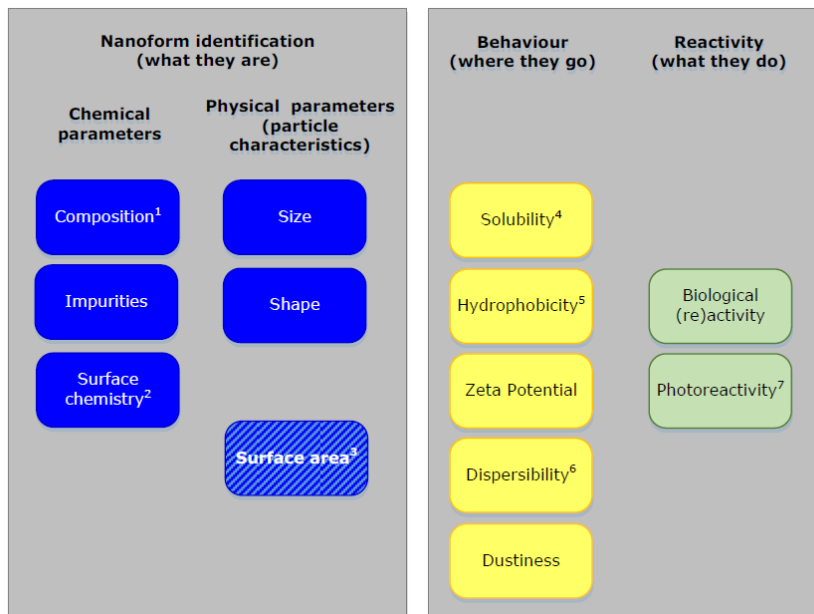 Nanoform identification
(what they are)
Chemical
parameters
Physical parameters
(particle
characteristics)
Composition¹
Impurities
Surface
chemistry²
Size
Shape
Surface area³
Behaviour
(where they go)
Solubility⁴
Hydrophobicity⁵
Zeta Potential
Dispersibility⁶
Dustiness
Reactivity
(what they do)
Biological
(re)activity
Photoreactivity⁷